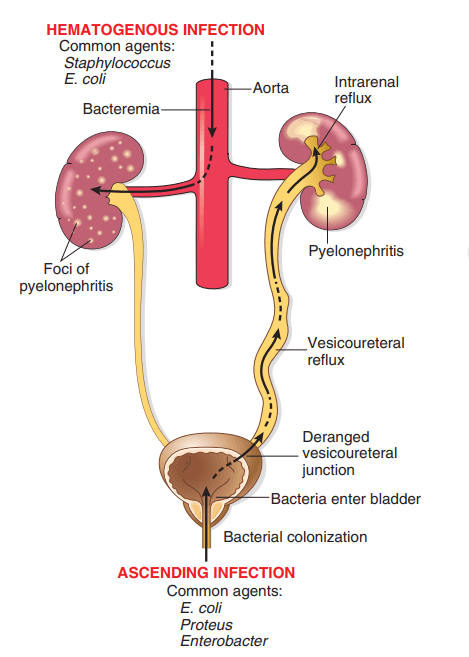 HEMATOGENOUS INFECTION
Common agents:
Staphylococcus
E. coli
Aorta
Intrarenal
reflux
Bacteremia
Pyelonephritis
Foci of
pyelonephritis
Vesicoureteral
reflux
Deranged
vesicoureteral
junction
Bacteria enter bladder
Bacterial colonization
ASCENDING INFECTION
Common agents:
E. coli
Proteus
Enterobacter